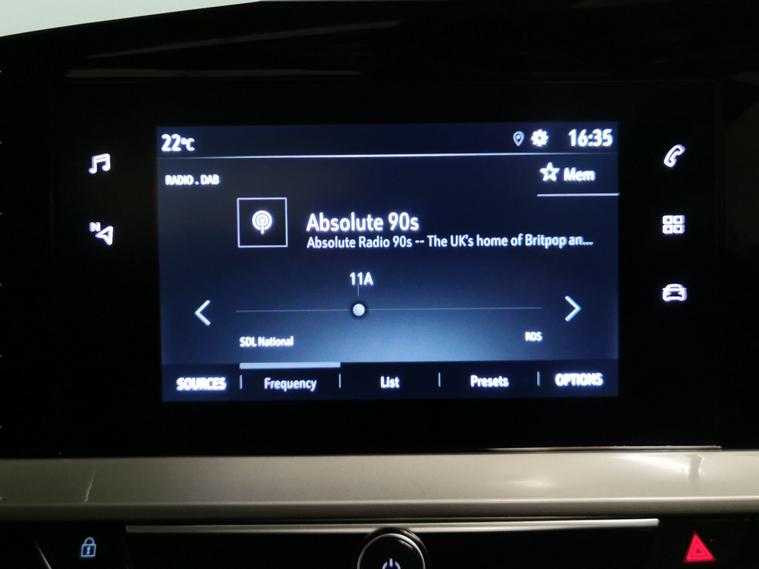 22°C 16:35
RADIO . DAB ☆ Mem
N
Absolute 90s
Absolute Radio 90s -- The UK's home of Britpop an...
11A
SDL National RDS
SOURCES Frequency List Presets OPTIONS